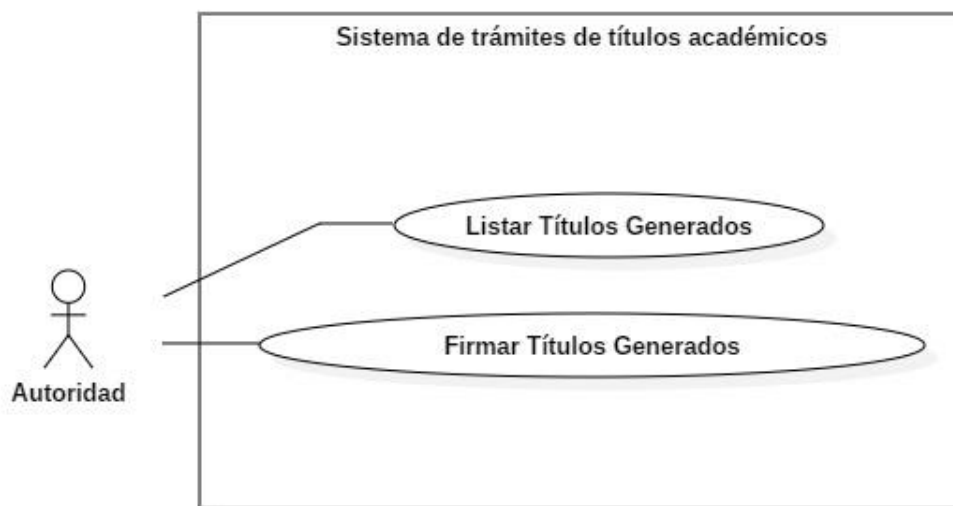 Sistema de trámites de títulos académicos
Listar Títulos Generados
Firmar Títulos Generados
Autoridad